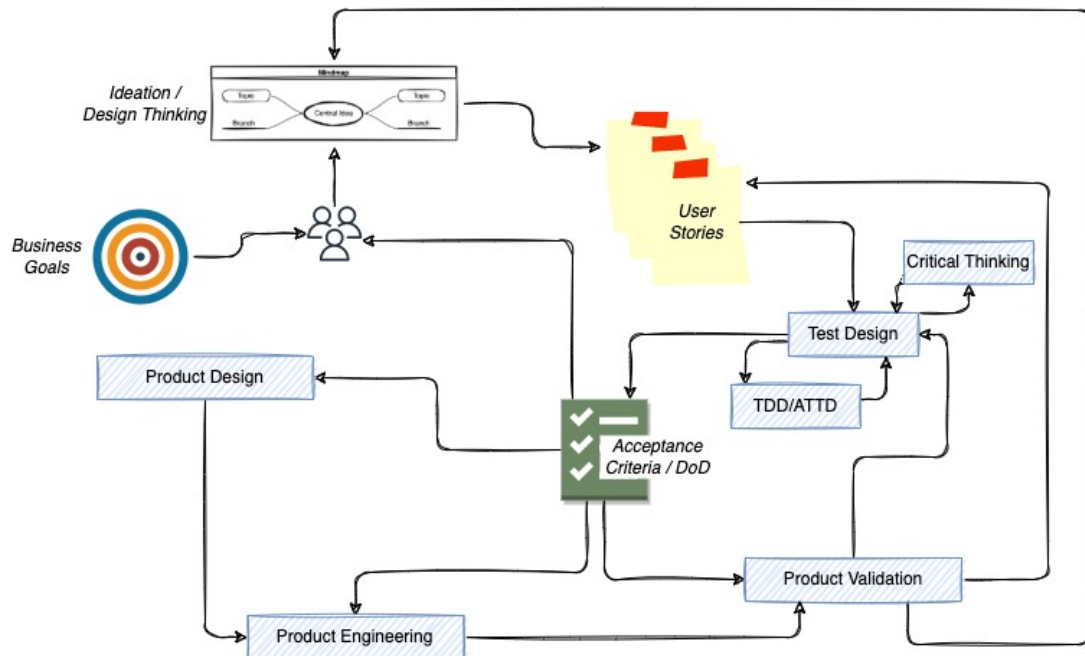 Mindmap
Ideation /
Design Thinking
Topic
Topic
Central Idea
Branch
Branch
User
Stories
Business
Goals
Critical Thinking
Test Design
Product Design
TDD/ATTD
Acceptance
Criteria / DoD
Product Validation
Product Engineering